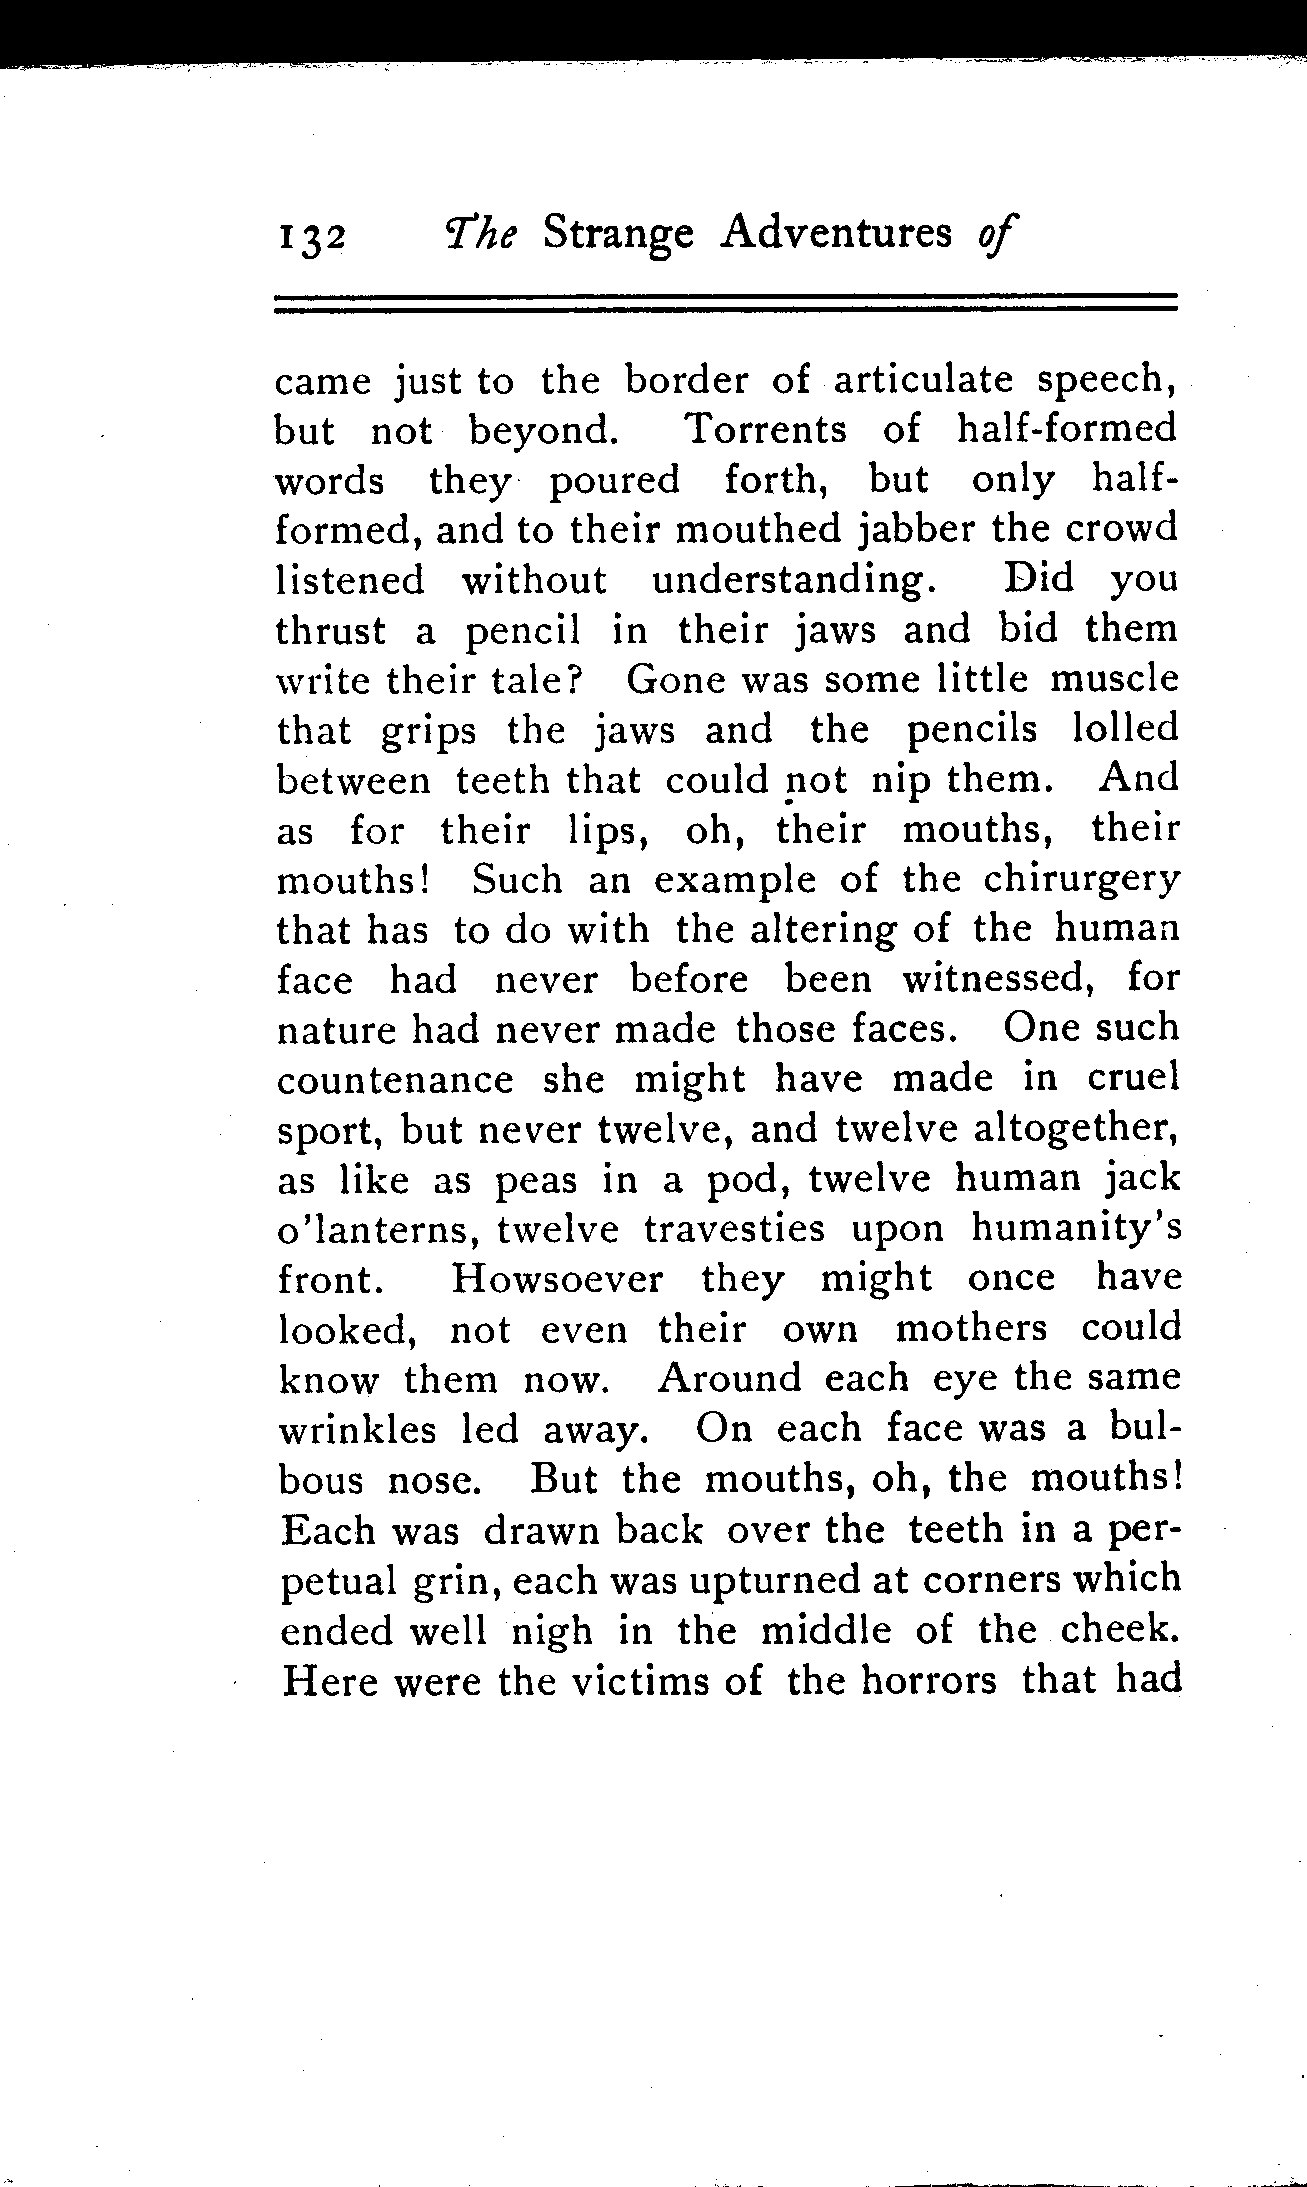 132 The Strange Adventures of
came just to the border of articulate speech,
but not beyond. Torrents of half-formed
words they poured forth, but only half-
formed, and to their mouthed jabber the crowd
listened without understanding. Did you
thrust a pencil in their jaws and bid them
write their tale? Gone was some little muscle
that grips the jaws and the pencils lolled
between teeth that could not nip them. And
as for their lips, oh, their mouths, their
mouths! Such an example of the chirurgery
that has to do with the altering of the human
face had never before been witnessed, for
nature had never made those faces. One such
countenance she might have made in cruel
sport, but never twelve, and twelve altogether,
as like as peas in a pod, twelve human jack
o'lanterns, twelve travesties upon humanity's
front. Howsoever they might once have
looked, not even their own mothers could
know them now. Around each eye the same
wrinkles led away. On each face was a bul-
bous nose. But the mouths, oh, the mouths!
Each was drawn back over the teeth in a per-
petual grin, each was upturned at corners which
ended well nigh in the middle of the cheek.
Here were the victims of the horrors that had